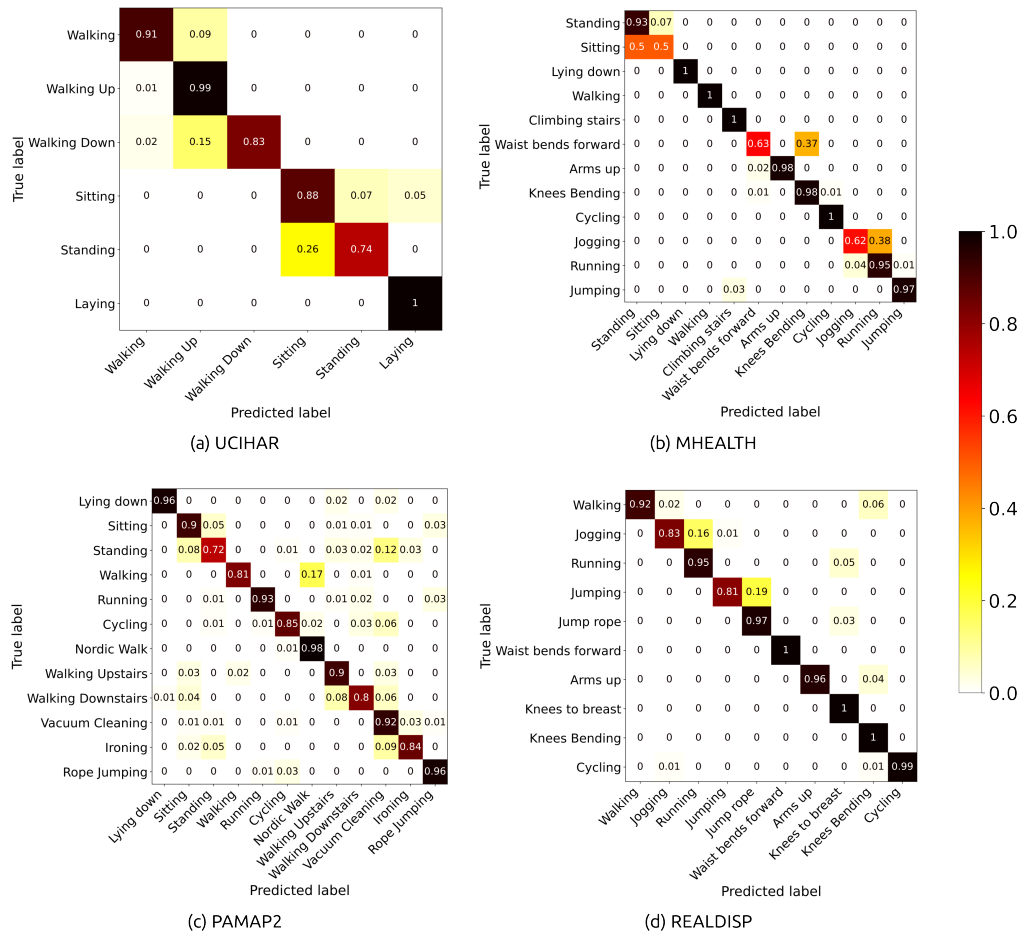 Walking 0.91 0.09 0 0 0 0
Walking Up 0.01 0.99 0 0 0 0
Walking Down 0.02 0.15 0.83 0 0 0
Sitting 0 0 0 0.88 0.07 0.05
Standing 0 0 0 0.26 0.74 0
Laying 0 0 0 0 0 1
True label
Walking Walking Up Walking Down Sitting Standing Laying
Predicted label
(a) UCIHAR
Standing 0.93 0.07 0 0 0 0 0 0 0 0 0 0
Sitting 0.5 0.5 0 0 0 0 0 0 0 0 0 0
Lying down 0 0 1 0 0 0 0 0 0 0 0 0
Walking 0 0 0 1 0 0 0 0 0 0 0 0
Climbing stairs 0 0 0 0 1 0 0 0 0 0 0 0
Waist bends forward 0 0 0 0 0 0.63 0 0.37 0 0 0 0
Arms up 0 0 0 0 0 0.02 0.98 0 0 0 0 0
Knees Bending 0 0 0 0 0 0.01 0 0.98 0.01 0 0 0
Cycling 0 0 0 0 0 0 0 0 1 0 0 0
Jogging 0 0 0 0 0 0 0 0 0 0.62 0.38 0
Running 0 0 0 0 0 0 0 0 0 0.04 0.95 0.01
Jumping 0 0 0 0 0.03 0 0 0 0 0 0 0.97
True label
Standing Sitting Lying down Walking Climbing stairs Waist bends forward Arms up Knees Bending Cycling Jogging Running Jumping
Predicted label
(b) MHEALTH
1.0
0.8
0.6
0.4
0.2
0.0
Lying down 0.96 0 0 0 0 0 0 0.02 0 0.02 0 0
Sitting 0 0.9 0.05 0 0 0 0 0.01 0.01 0 0 0.03
Standing 0 0.08 0.72 0 0 0.01 0 0.03 0.02 0.12 0.03 0
Walking 0 0 0 0.81 0 0 0.17 0 0.01 0 0 0
Running 0 0 0.01 0 0.93 0 0 0.01 0.02 0 0 0.03
Cycling 0 0 0.01 0 0.01 0.85 0.02 0 0.03 0.06 0 0
Nordic Walk 0 0 0 0 0 0.01 0.98 0 0 0 0 0
Walking Upstairs 0 0.03 0 0.02 0 0 0 0.9 0 0.03 0 0
Walking Downstairs 0.01 0.04 0 0 0 0 0 0.08 0.8 0.06 0 0
Vacuum Cleaning 0 0.01 0.01 0 0 0.01 0 0 0 0.92 0.03 0.01
Ironing 0 0.02 0.05 0 0 0 0 0 0 0.09 0.84 0
Rope Jumping 0 0 0 0 0.01 0.03 0 0 0 0 0 0.96
True label
Lying down Sitting Standing Walking Running Cycling Nordic Walk Walking Upstairs Walking Downstairs Vacuum Cleaning Ironing Rope Jumping
Predicted label
(c) PAMAP2
Walking 0.92 0.02 0 0 0 0 0 0 0.06 0
Jogging 0 0.83 0.16 0.01 0 0 0 0 0 0
Running 0 0 0.95 0 0 0 0 0.05 0 0
Jumping 0 0 0 0.81 0.19 0 0 0 0 0
Jump rope 0 0 0 0 0.97 0 0 0.03 0 0
Waist bends forward 0 0 0 0 0 1 0 0 0 0
Arms up 0 0 0 0 0 0 0.96 0 0.04 0
Knees to breast 0 0 0 0 0 0 0 1 0 0
Knees Bending 0 0 0 0 0 0 0 0 1 0
Cycling 0 0.01 0 0 0 0 0 0 0.01 0.99
True label
Walking Jogging Running Jumping Jump rope Waist bends forward Arms up Knees to breast Knees Bending Cycling
Predicted label
(d) REALDISP